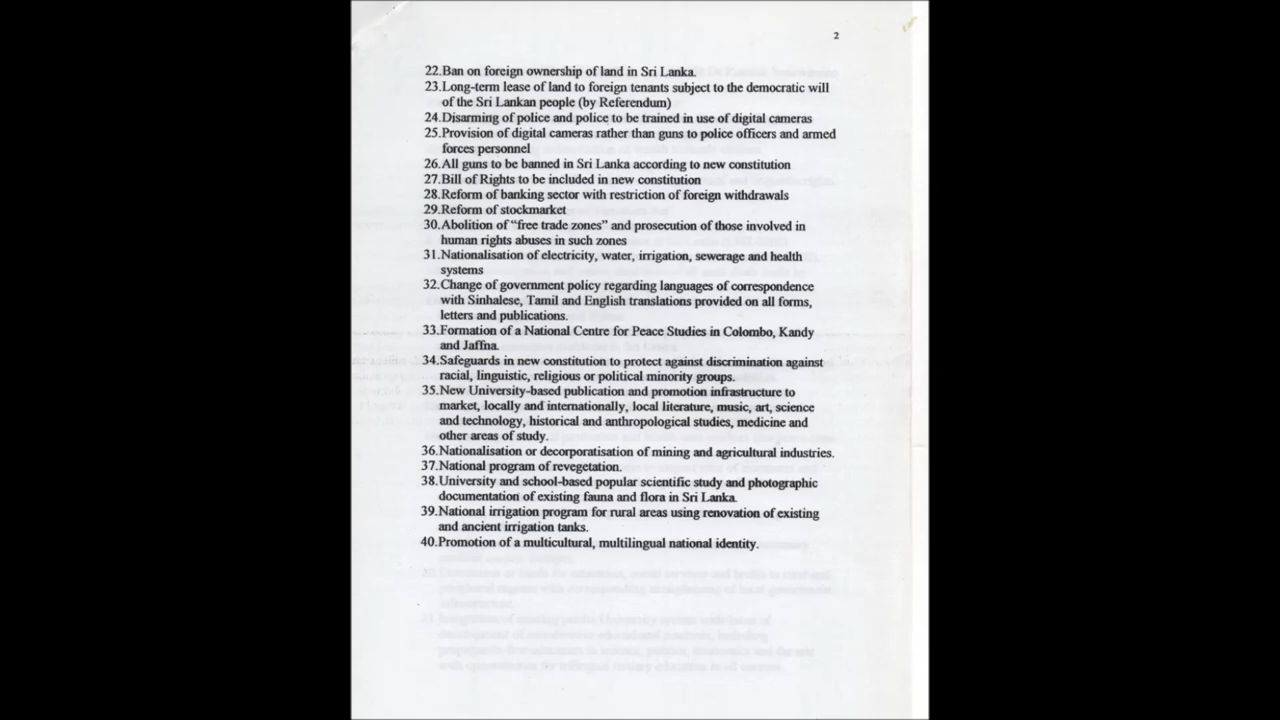 2
22.Ban on foreign ownership of land in Sri Lanka.
23.Long-term lease of land to foreign tenants subject to the democratic will
of the Sri Lankan people (by Referendum)
24.Disarming of police and police to be trained in use of digital cameras
25.Provision of digital cameras rather than guns to police officers and armed
forces personnel
26.All guns to be banned in Sri Lanka according to new constitution
27.Bill of Rights to be included in new constitution
28.Reform of banking sector with restriction of foreign withdrawals
29.Reform of stockmarket
30.Abolition of “free trade zones” and prosecution of those involved in
human rights abuses in such zones
31.Nationalisation of electricity, water, irrigation, sewerage and health
systems
32.Change of government policy regarding languages of correspondence
with Sinhalese, Tamil and English translations provided on all forms,
letters and publications.
33.Formation of a National Centre for Peace Studies in Colombo, Kandy
and Jaffna.
34.Safeguards in new constitution to protect against discrimination against
racial, linguistic, religious or political minority groups.
35.New University-based publication and promotion infrastructure to
market, locally and internationally, local literature, music, art, science
and technology, historical and anthropological studies, medicine and
other areas of study.
36.Nationalisation or decorporatisation of mining and agricultural industries.
37.National program of revegetation.
38.University and school-based popular scientific study and photographic
documentation of existing fauna and flora in Sri Lanka.
39.National irrigation program for rural areas using renovation of existing
and ancient irrigation tanks.
40.Promotion of a multicultural, multilingual national identity.